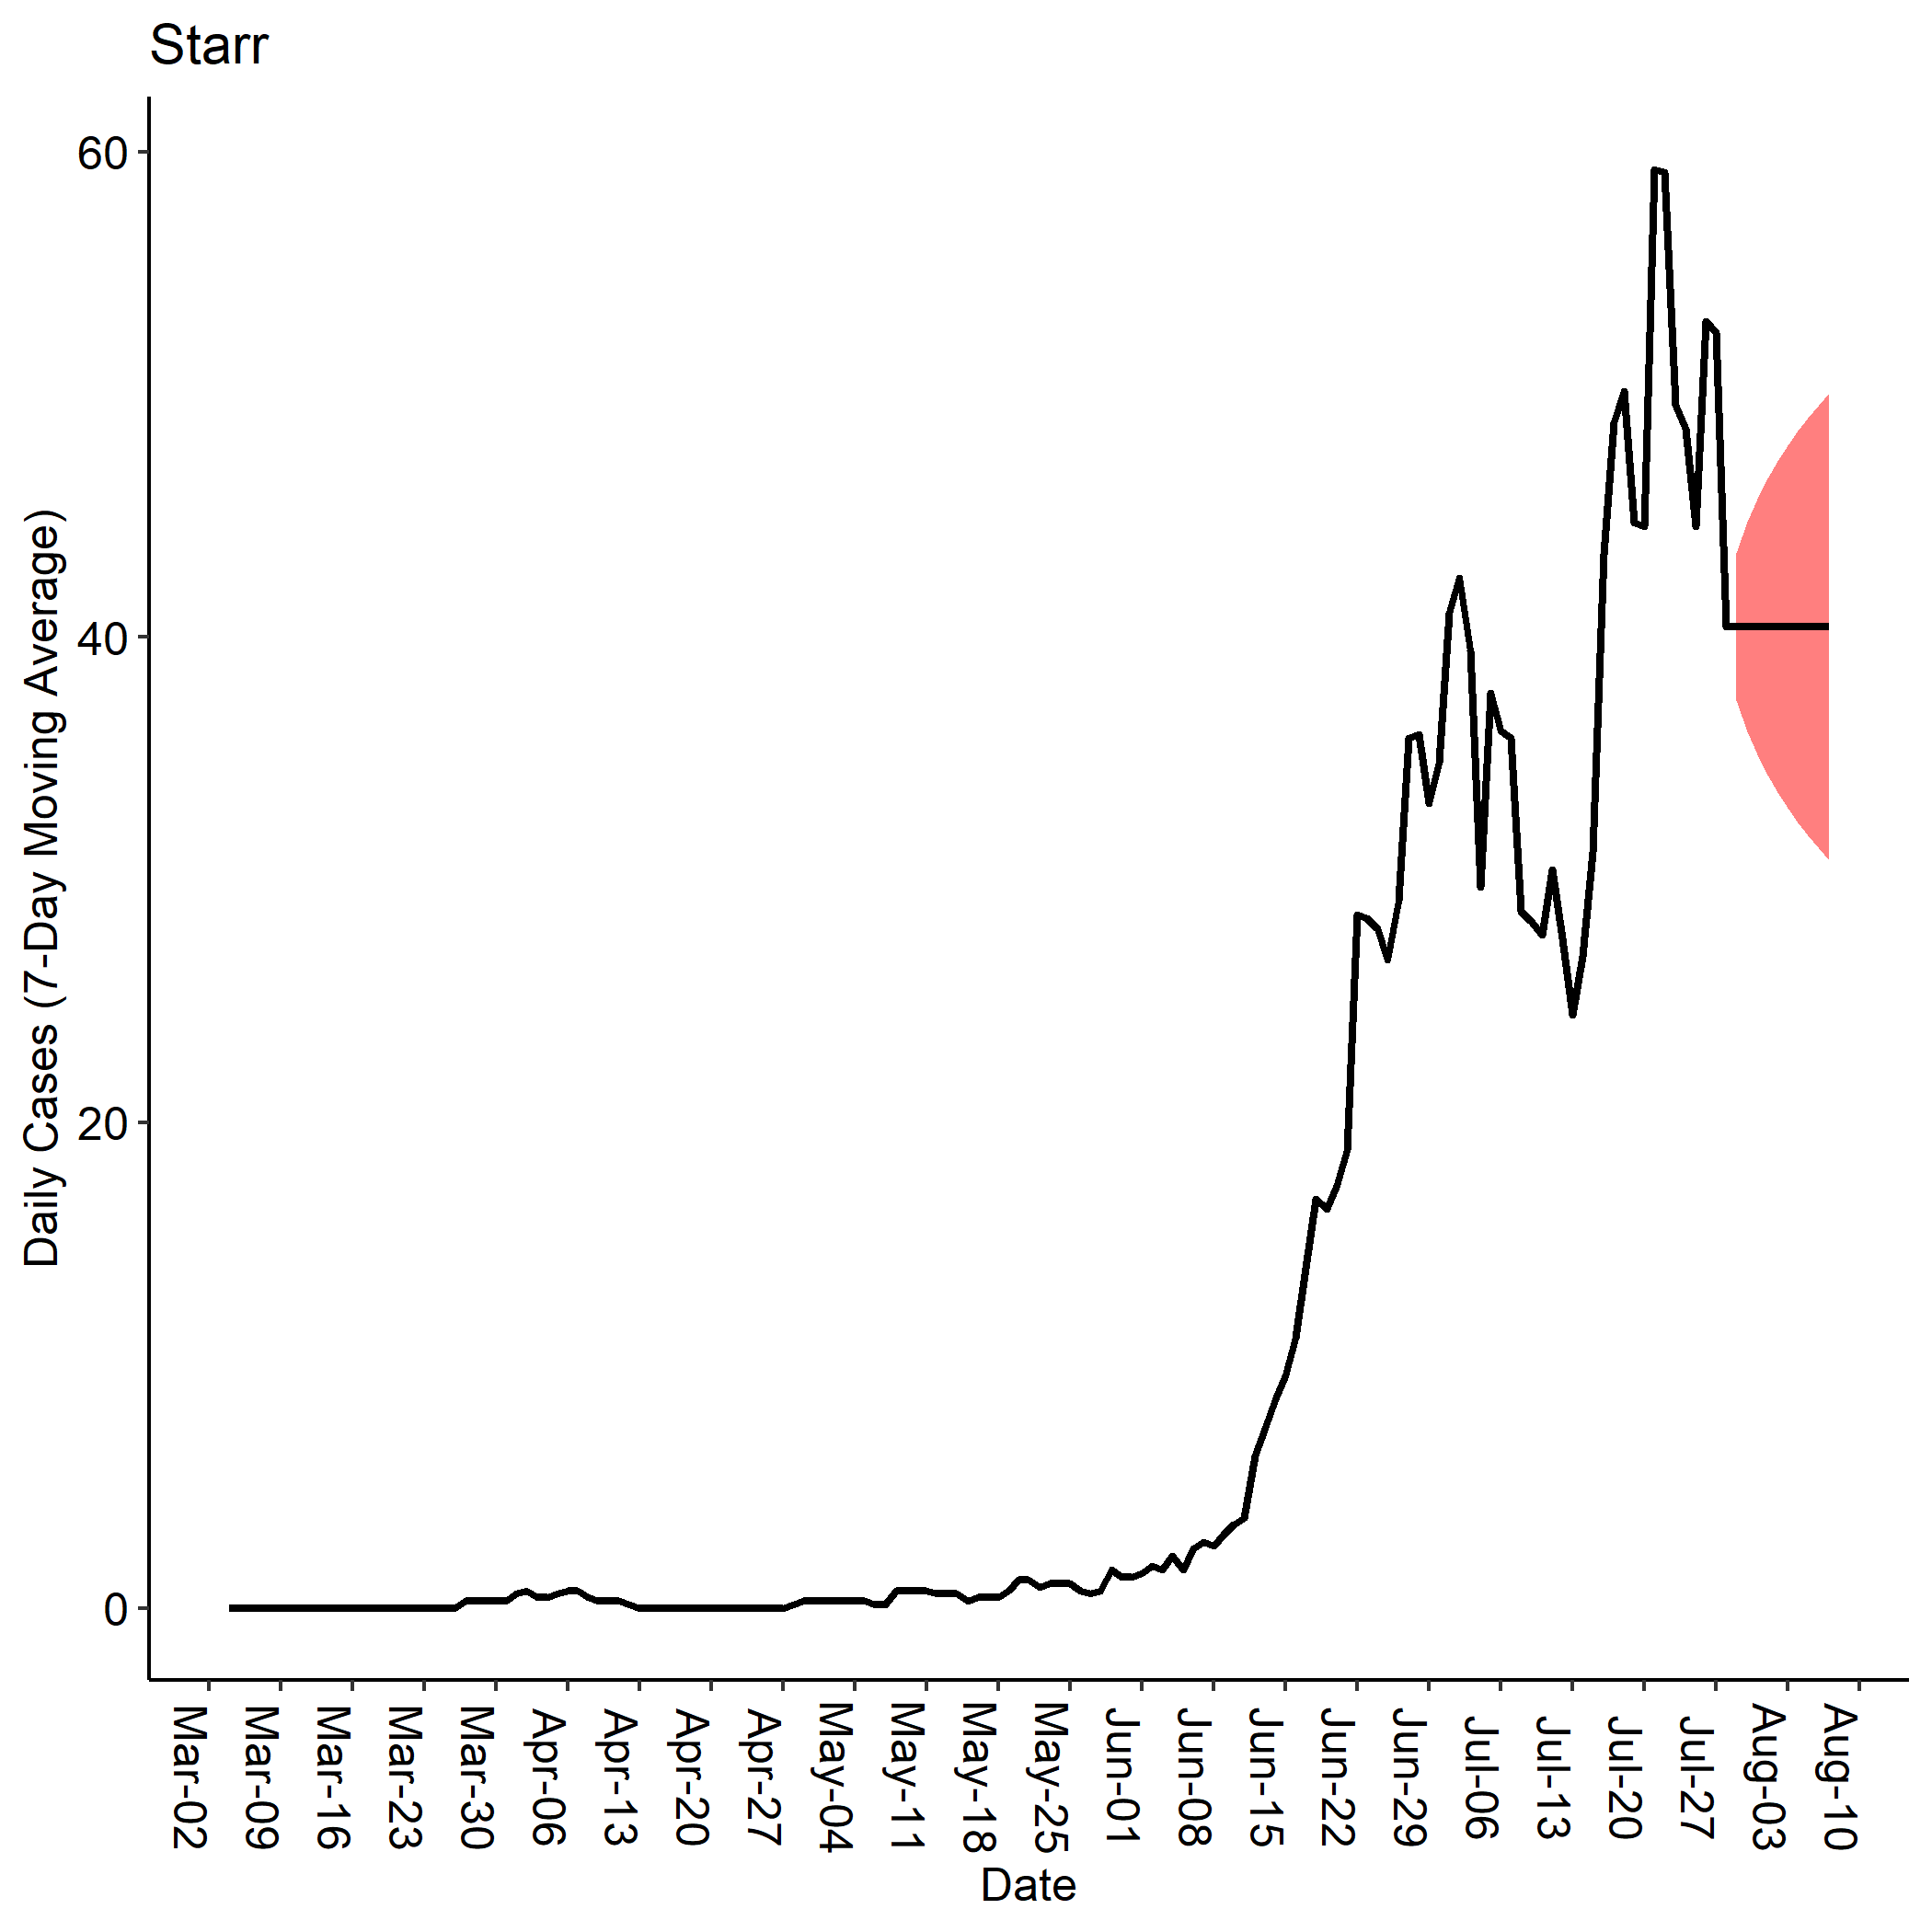 Starr
Daily Cases (7-Day Moving Average)
60
40
20
0
Mar-02
Mar-09
Mar-16
Mar-23
Mar-30
Apr-06
Apr-13
Apr-20
Apr-27
May-04
May-11
May-18
May-25
Jun-01
Jun-08
Jun-15
Jun-22
Jun-29
Jul-06
Jul-13
Jul-20
Jul-27
Aug-03
Aug-10
Date